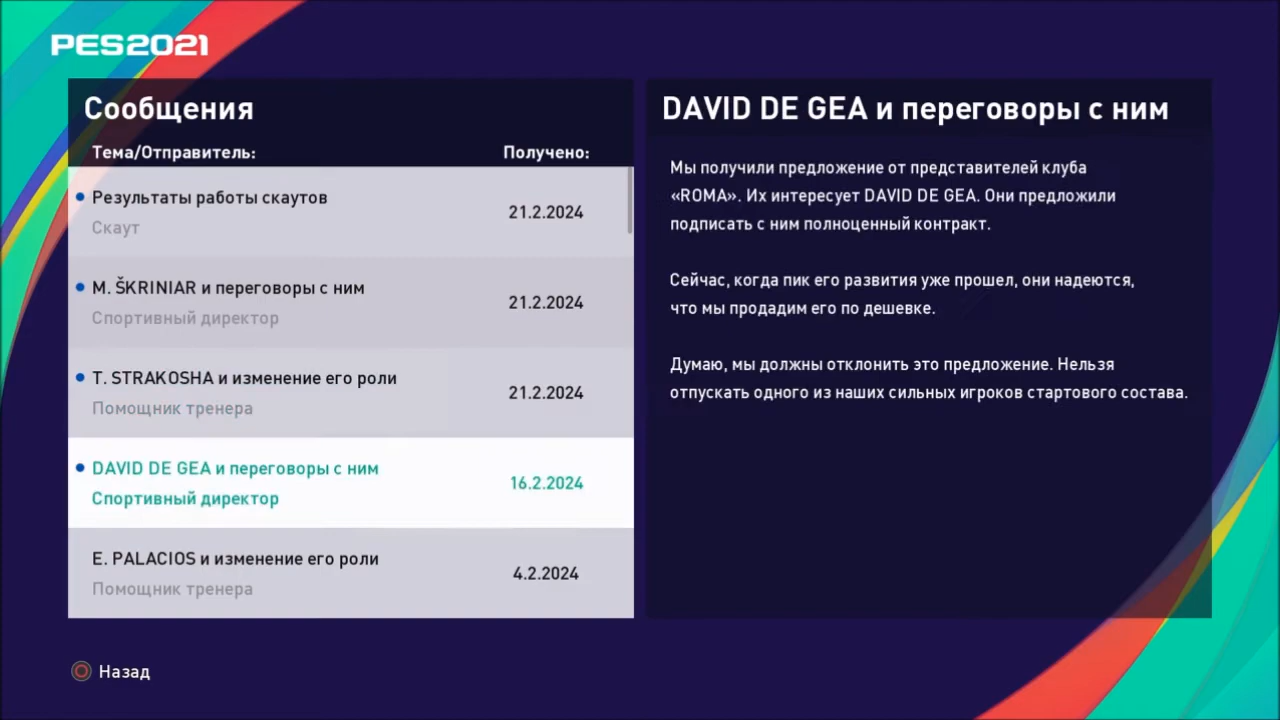 PES2021
Сообщения
Тема/Отправитель:
Получено:
Результаты работы скаутов
Скаут
21.2.2024
M. ŠKRINIAR и переговоры с ним
Спортивный директор
21.2.2024
T. STRAKOSHA и изменение его роли
Помощник тренера
21.2.2024
DAVID DE GEA и переговоры с ним
Спортивный директор
16.2.2024
E. PALACIOS и изменение его роли
Помощник тренера
4.2.2024
DAVID DE GEA и переговоры с ним
Мы получили предложение от представителей клуба
«ROMA». Их интересует DAVID DE GEA. Они предложили
подписать с ним полноценный контракт.
Сейчас, когда пик его развития уже прошел, они надеются,
что мы продадим его по дешевке.
Думаю, мы должны отклонить это предложение. Нельзя
отпускать одного из наших сильных игроков стартового состава.
Назад